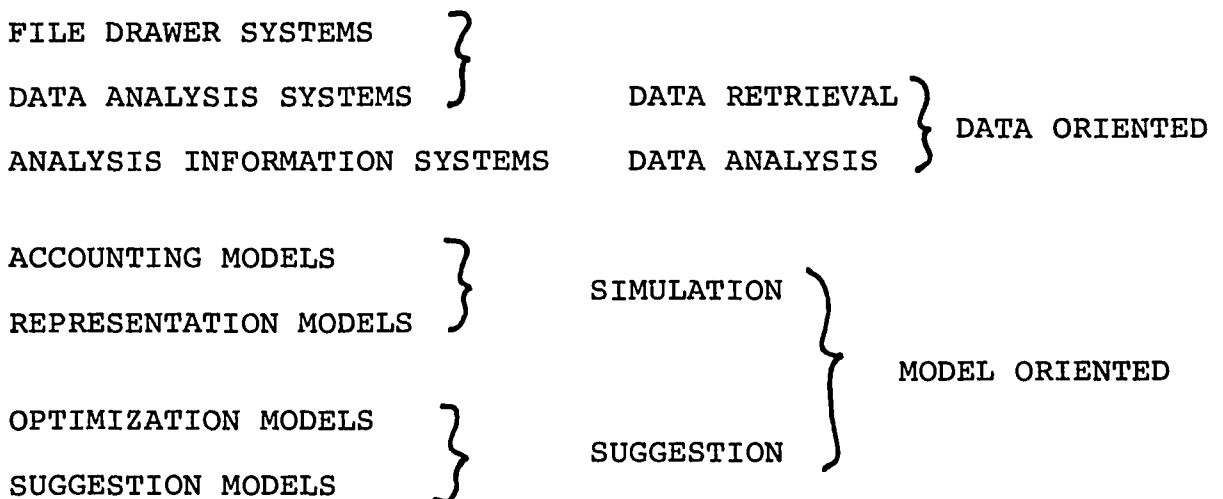 FILE DRAWER SYSTEMS
DATA ANALYSIS SYSTEMS DATA RETRIEVAL
DATA ORIENTED
ANALYSIS INFORMATION SYSTEMS DATA ANALYSIS
ACCOUNTING MODELS
SIMULATION
REPRESENTATION MODELS
MODEL ORIENTED
OPTIMIZATION MODELS
SUGGESTION
SUGGESTION MODELS